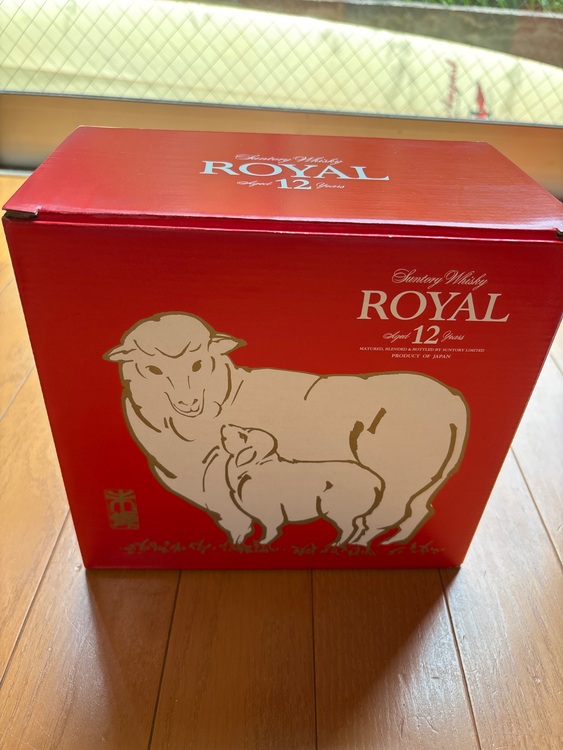 Suntory Whisky
ROYAL
Aged 12 Years
Suntory Whisky
ROYAL
Aged 12 Years
MATURED, BLENDED & BOTTLED BY SUNTORY LIMITED
PRODUCT OF JAPAN